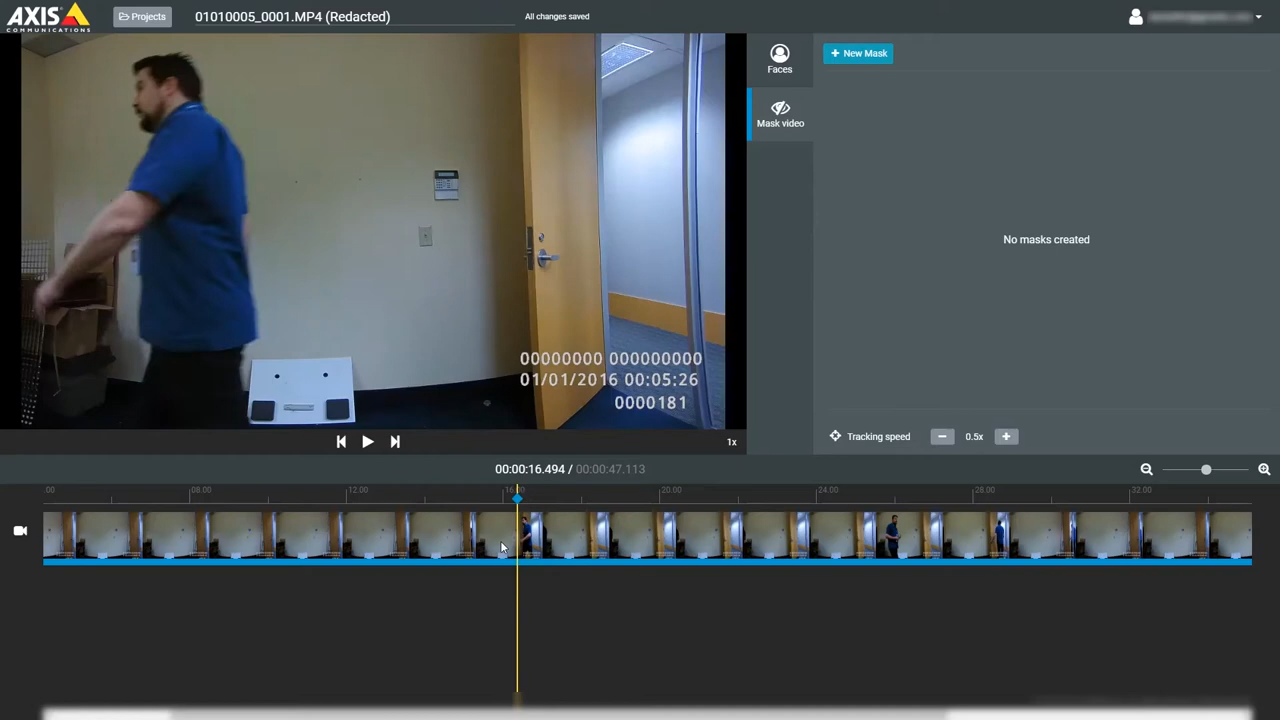 AXIS
COMMUNICATIONS
Projects
01010005_0001.MP4 (Redacted)
All changes saved
Faces
Mask video
+ New Mask
No masks created
00000000 000000000
01/01/2016 00:05:26
0000181
1x
Tracking speed
0.5x
00:00:16.494 / 00:00:47.113
.00
08.00
12.00
16.00
20.00
24.00
28.00
32.00